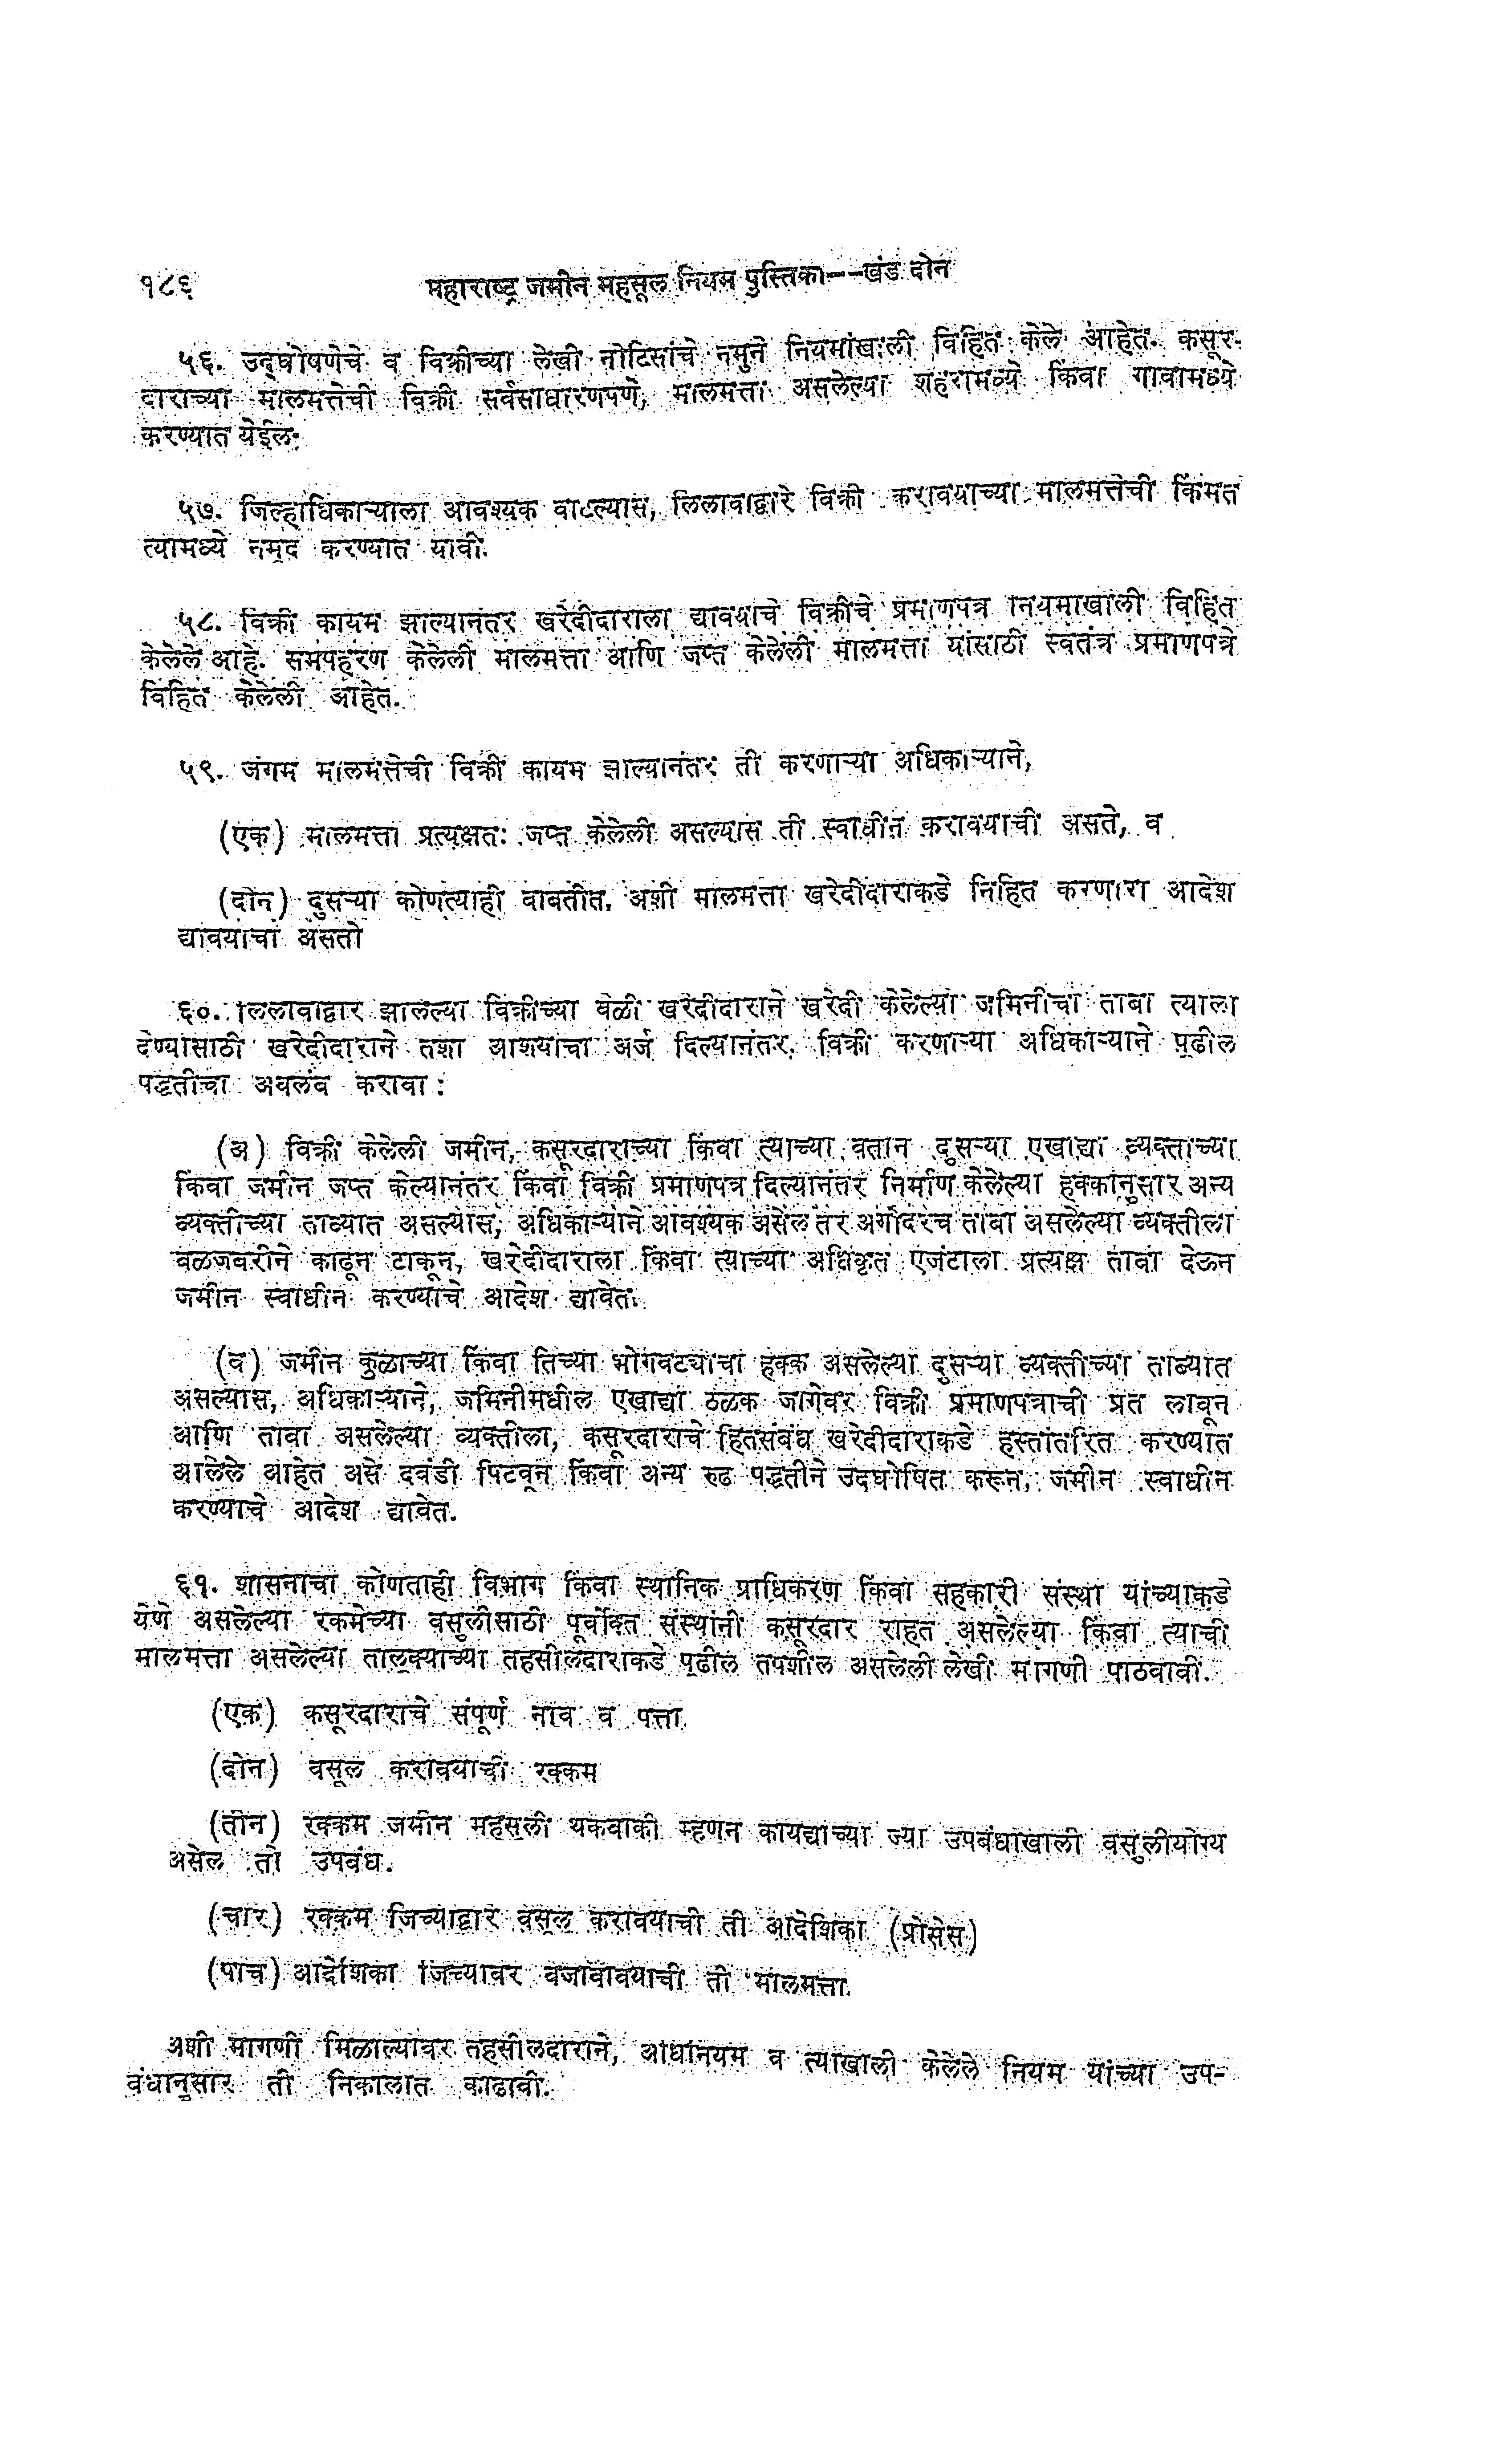 १८६ महाराष्ट्र जमीन महसूल नियम पुस्तिका--खंड दोन
५६. उद्घोषणेचे व विक्रीच्या लेखी नोटिसांचे नमुने नियमांखाली विहित केले आहेत. कसूर-
दाराच्या मालमत्तेची विक्री सर्वसाधारणपणे, मालमत्ता असलेल्या शहरामध्ये किंवा गावामध्ये
करण्यात येईल.
५७. जिल्हाधिकाऱ्याला आवश्यक वाटल्यास, लिलावाद्वारे विक्री करावयाच्या मालमत्तेची किंमत
त्यामध्ये नमूद करण्यात यावी.
५८. विक्री कायम झाल्यानंतर खरेदीदाराला द्यावयाचे विक्रीचे प्रमाणपत्र नियमाखाली विहित
केलेले आहे. समपहरण केलेली मालमत्ता आणि जप्त केलेली मालमत्ता यांसाठी स्वतंत्र प्रमाणपत्रे
विहित केलेली आहेत.
५९. जंगम मालमत्तेची विक्री कायम झाल्यानंतर ती करणाऱ्या अधिकाऱ्याने,
(एक) मालमत्ता प्रत्यक्षतः जप्त केलेली असल्यास ती स्वाधीन करावयाची असते, व
(दोन) दुसऱ्या कोणत्याही बाबतीत, अशी मालमत्ता खरेदीदाराकडे निहित करणारा आदेश
द्यावयाचा असतो
६०. लिलावाद्वारे झालेल्या विक्रीच्या वेळी खरेदीदाराने खरेदी केलेल्या जमिनीचा ताबा त्याला
देण्यासाठी खरेदीदाराने तशा आशयाचा अर्ज दिल्यानंतर, विक्री करणाऱ्या अधिकाऱ्याने पुढील
पद्धतीचा अवलंब करावा :
(अ) विक्री केलेली जमीन, कसूरदाराच्या किंवा त्याच्या वतीने दुसऱ्या एखाद्या व्यक्तीच्या
किंवा जमीन जप्त केल्यानंतर किंवा विक्री प्रमाणपत्र दिल्यानंतर निर्माण केलेल्या हक्कानुसार अन्य
व्यक्तीच्या ताब्यात असल्यास, अधिकाऱ्याने आवश्यक असेल तर अगोदरच ताबा असलेल्या व्यक्तीला
बळजबरीने काढून टाकून, खरेदीदाराला किंवा त्याच्या अधिकृत एजंटाला प्रत्यक्ष ताबा देऊन
जमीन स्वाधीन करण्याचे आदेश द्यावेत.
(ब) जमीन कुळाच्या किंवा तिच्या भोगवट्याचा हक्क असलेल्या दुसऱ्या व्यक्तीच्या ताब्यात
असल्यास, अधिकाऱ्याने, जमिनीमधील एखाद्या ठळक जागेवर विक्री प्रमाणपत्राची प्रत लावून
आणि ताबा असलेल्या व्यक्तीला, कसूरदाराचे हितसंबंध खरेदीदाराकडे हस्तांतरित करण्यात
आलेले आहेत असे दवंडी पिटवून किंवा अन्य रुढ पद्धतीने उदघोषित करून, जमीन स्वाधीन
करण्याचे आदेश द्यावेत.
६१. शासनाचा कोणताही विभाग किंवा स्थानिक प्राधिकरण किंवा सहकारी संस्था यांच्याकडे
येणे असलेल्या रकमेच्या वसुलीसाठी पूर्वोक्त संस्थांनी कसूरदार राहत असलेल्या किंवा त्याची
मालमत्ता असलेल्या तालुक्याच्या तहसीलदाराकडे पुढील तपशील असलेली लेखी मागणी पाठवावी.
(एक) कसूरदाराचे संपूर्ण नाव व पत्ता
(दोन) वसूल करावयाची रक्कम
(तीन) रक्कम जमीन महसुली थकबाकी म्हणून कायद्याच्या ज्या उपबंधाखाली वसुलीयोग्य
असेल तो उपबंध.
(चार) रक्कम जिच्याद्वारे वसूल करावयाची ती आदेशिका (प्रोसेस)
(पाच) आदेशिका जिच्यावर बजावावयाची ती मालमत्ता.
अशी मागणी मिळाल्यावर तहसीलदाराने, अधिनियम व त्याखाली केलेले नियम यांच्या उप-
बंधानुसार ती निकालात काढावी.